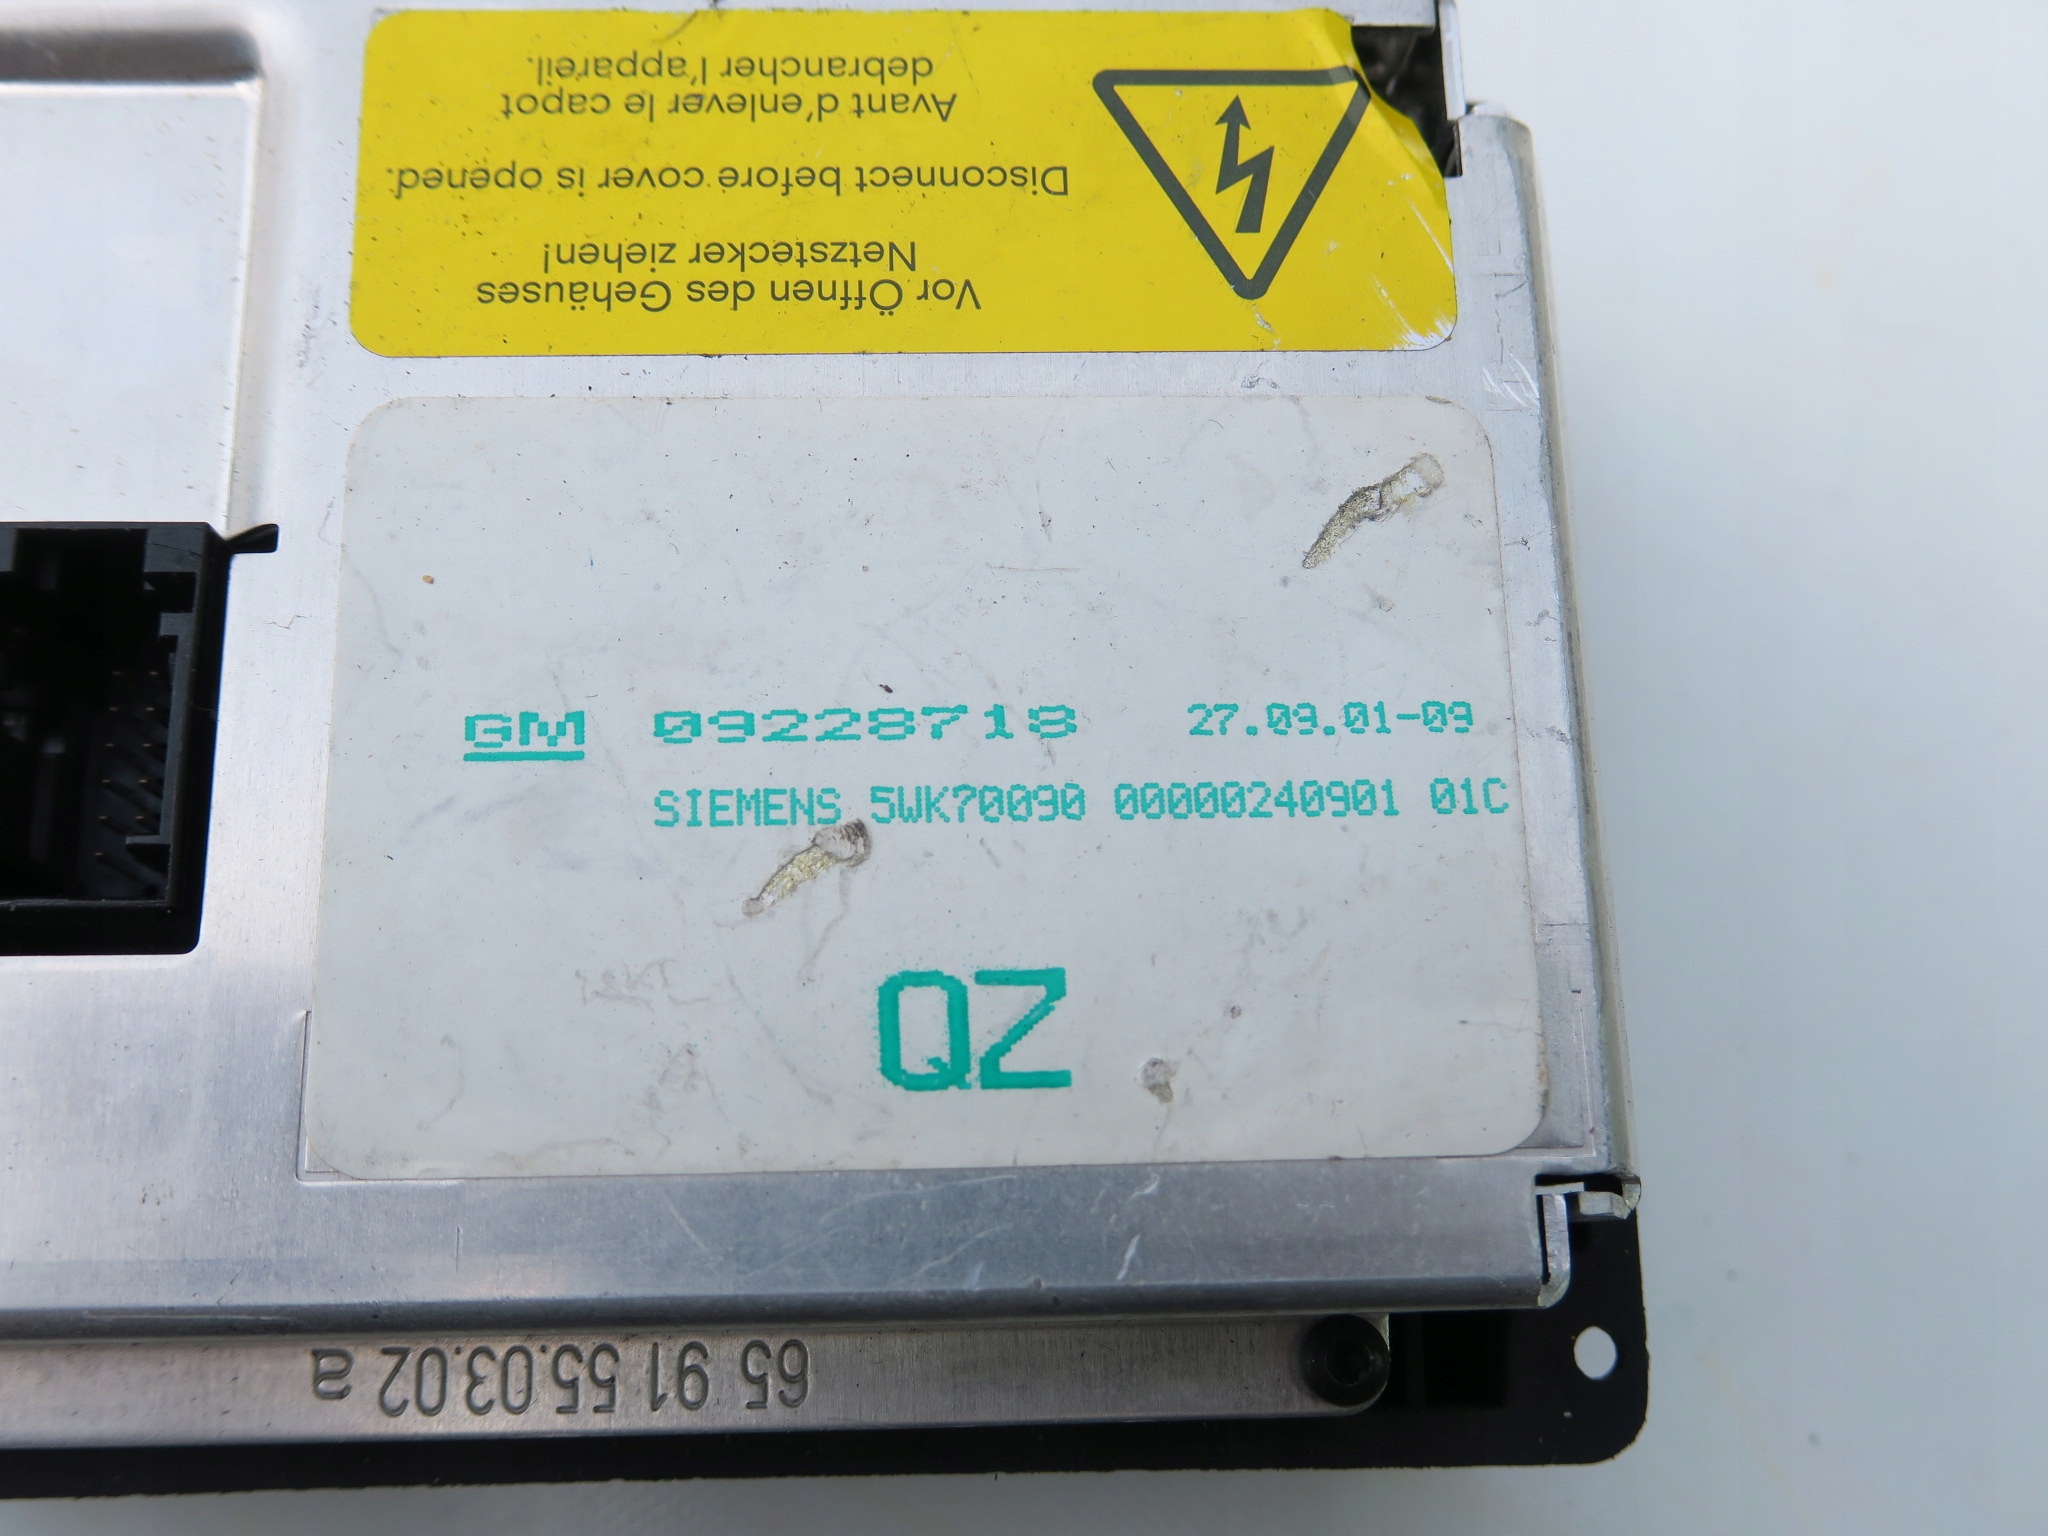 Vor Öffnen des Gehäuses
Netzstecker ziehen!
Disconnect before cover is opened.
Avant d'enlever le capot
debrancher l'appareil.
GM 09228718 27.09.01-09
SIEMENS 5WK70090 00000240901 01C
QZ
65 91 55.03.02 a